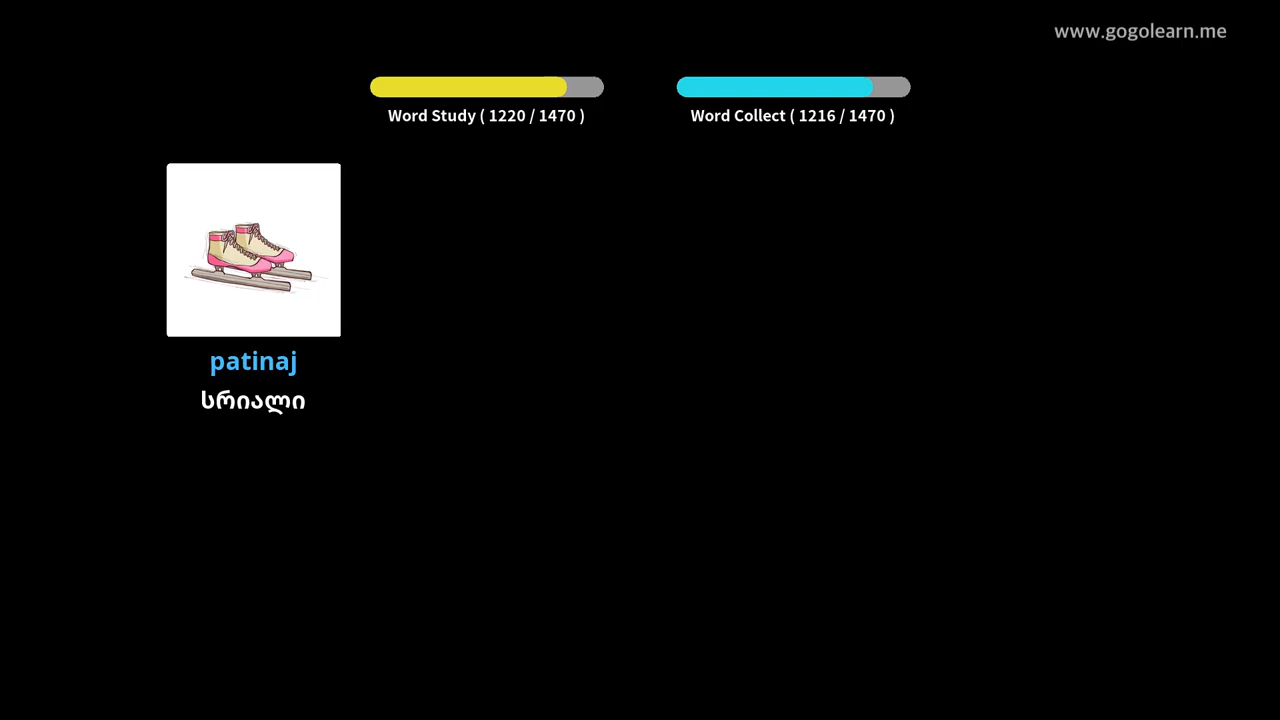 www.gogolearn.me
Word Study ( 1220 / 1470 )
Word Collect ( 1216 / 1470 )
patinaj
სრიალი